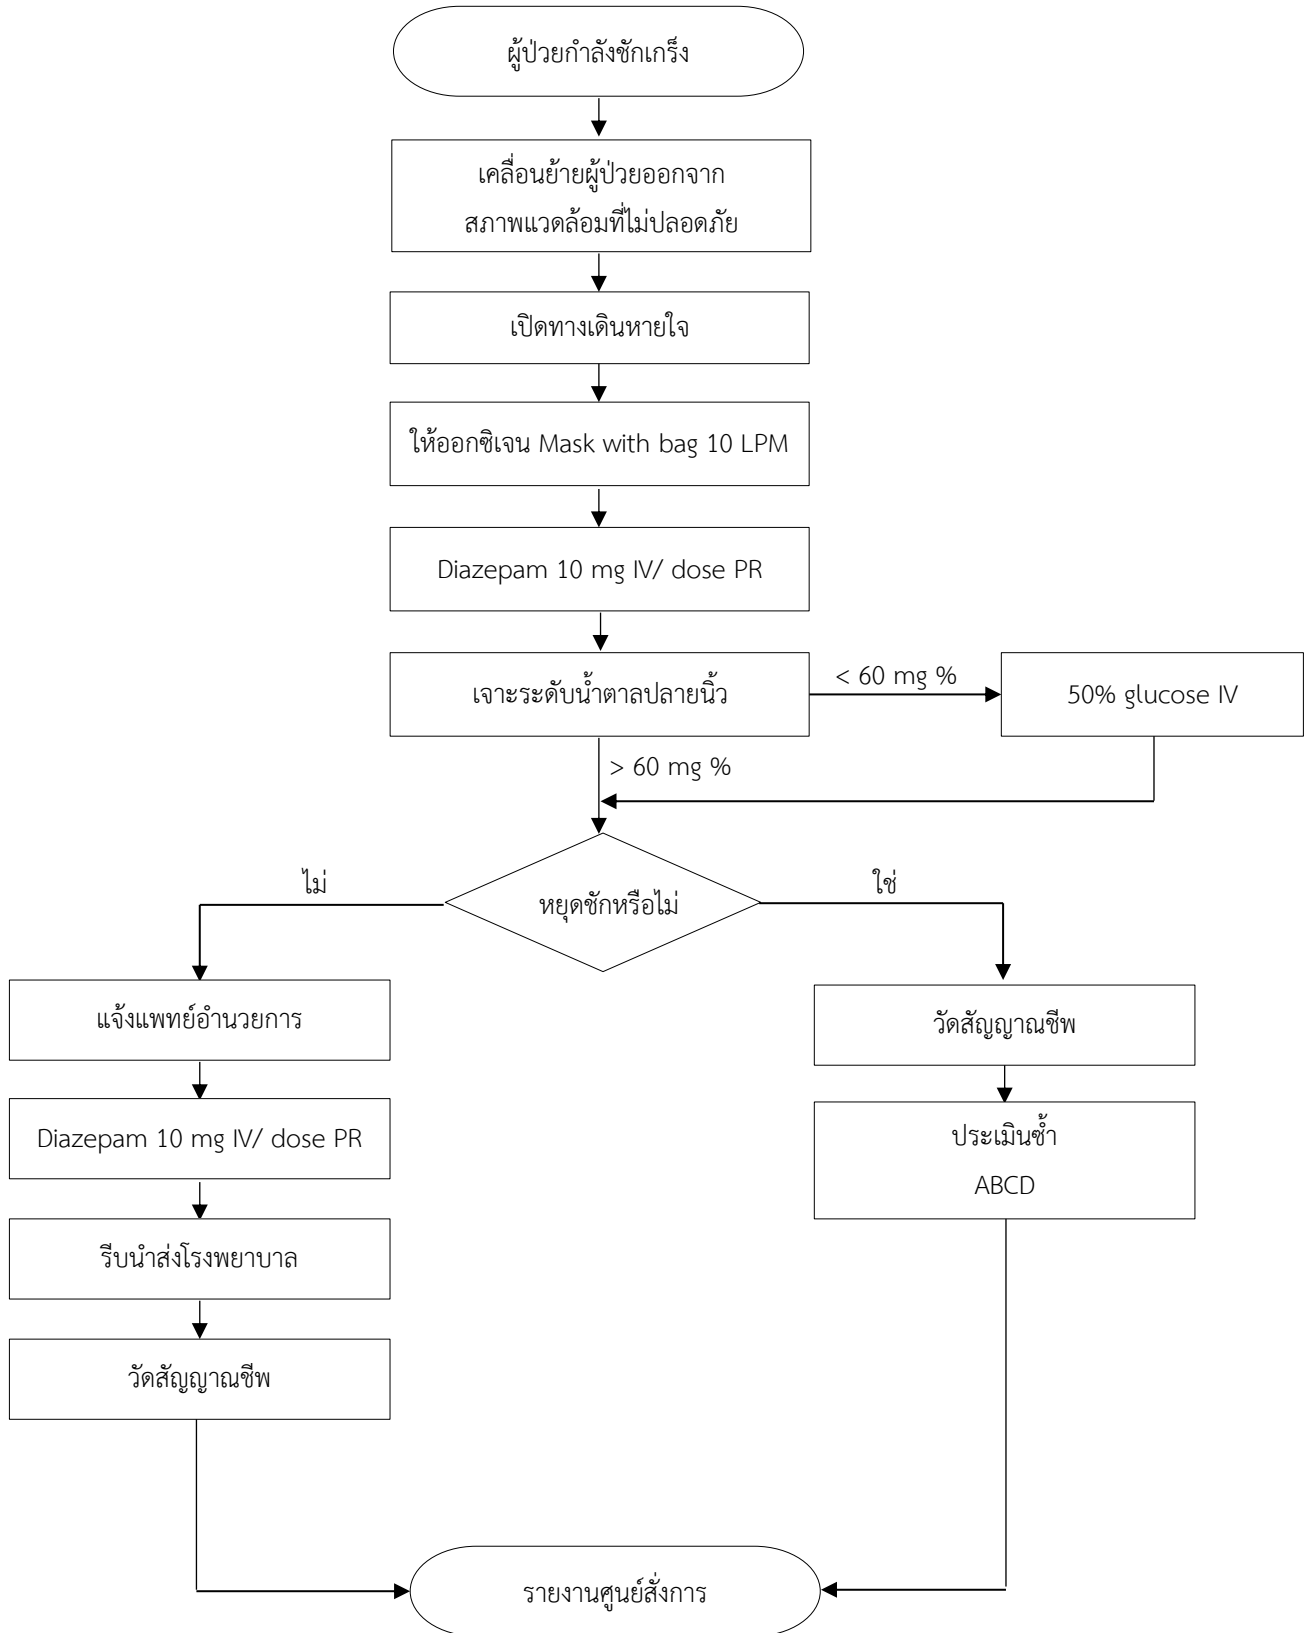 ผู้ป่วยกำลังชักเกร็ง
เคลื่อนย้ายผู้ป่วยออกจาก
สภาพแวดล้อมที่ไม่ปลอดภัย
เปิดทางเดินหายใจ
ให้ออกซิเจน Mask with bag 10 LPM
Diazepam 10 mg IV/ dose PR
เจาะระดับน้ำตาลปลายนิ้ว
< 60 mg %
50% glucose IV
> 60 mg %
หยุดชักหรือไม่
ไม่
ใช่
แจ้งแพทย์อำนวยการ
วัดสัญญาณชีพ
Diazepam 10 mg IV/ dose PR
ประเมินซ้ำ
ABCD
รีบนำส่งโรงพยาบาล
วัดสัญญาณชีพ
รายงานศูนย์สั่งการ